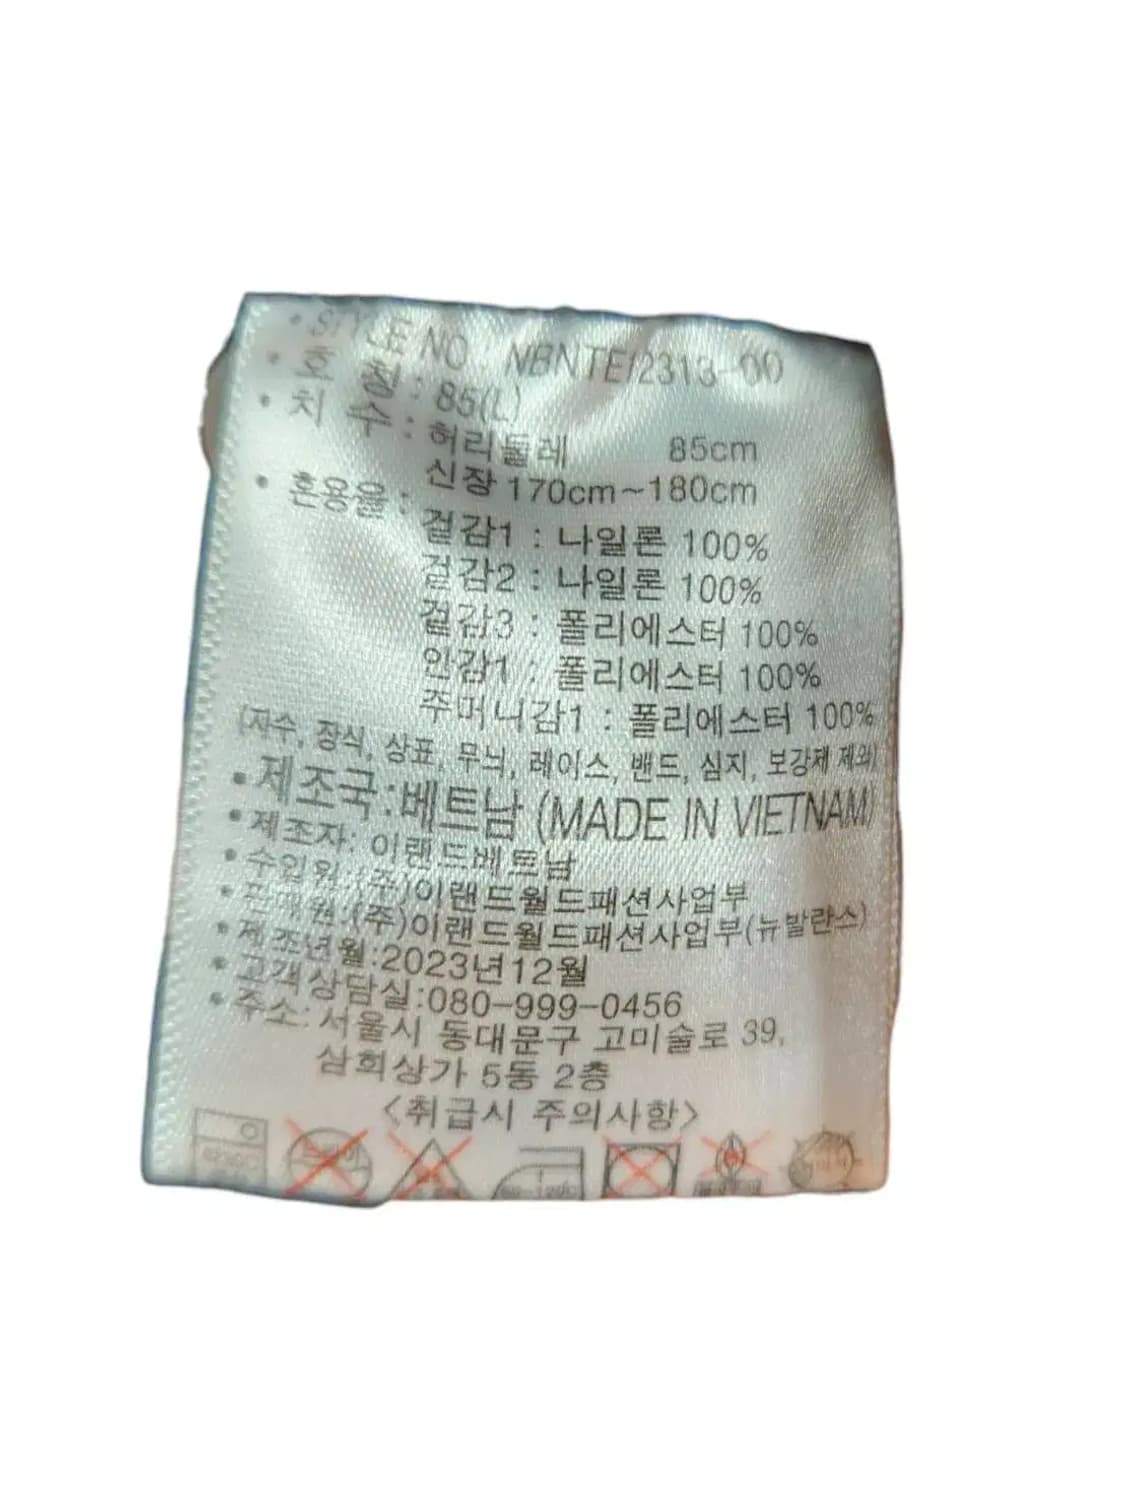 • STYLE NO. NBNTE12313-00
• 호 칭 : 85(L)
• 치 수 : 허리둘레 85cm
신장 170cm~180cm
• 혼용율 :
겉감1 : 나일론 100%
겉감2 : 나일론 100%
겉감3 : 폴리에스터 100%
안감1 : 폴리에스터 100%
주머니감1 : 폴리에스터 100%
(자수, 장식, 상표, 무늬, 레이스, 밴드, 심지, 보강재 제외)
• 제조국:베트남 (MADE IN VIETNAM)
• 제조자: 이랜드베트남
• 수입원:(주)이랜드월드패션사업부
• 판매원:(주)이랜드월드패션사업부(뉴발란스)
• 제조년월:2023년12월
• 고객상담실:080-999-0456
• 주소: 서울시 동대문구 고미술로 39,
삼희상가 5동 2층
<취급시 주의사항>
드라이